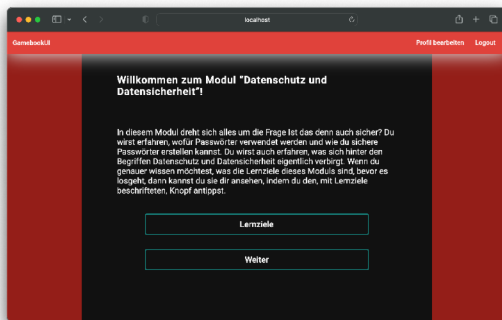 localhost
GamebookUI
Profil bearbeiten Logout
Willkommen zum Modul "Datenschutz und
Datensicherheit"!
In diesem Modul dreht sich alles um die Frage Ist das denn auch sicher? Du
wirst erfahren, wofür Passwörter verwendet werden und wie du sichere
Passwörter erstellen kannst. Du wirst auch erfahren, was sich hinter den
Begriffen Datenschutz und Datensicherheit eigentlich verbirgt. Wenn du
genauer wissen möchtest, was die Lernziele dieses Moduls sind, bevor es
losgeht, dann kannst du sie dir ansehen, indem du den, mit Lernziele
beschrifteten, Knopf antippst.
Lernziele
Weiter